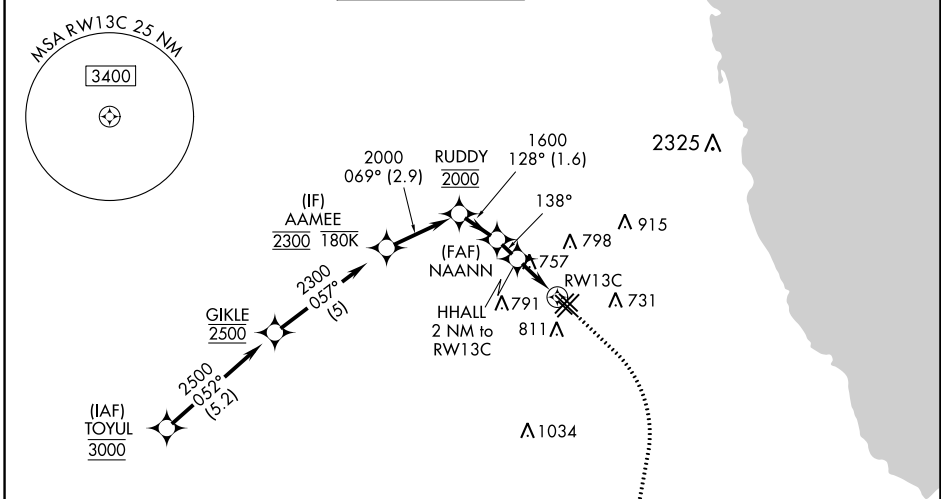 MSA RW13C 25 NM
3400
2325
1600
128° (1.6)
RUDDY
2000
2000
069° (2.9)
138°
(IF)
AAMEE
2300 180K
915
798
(FAF)
NAANN
757
RW13C
2300
057°
(5)
791
731
HHALL
2 NM to
RW13C
811
GIKLE
2500
2500
052°
(5.2)
(IAF)
TOYUL
3000
1034